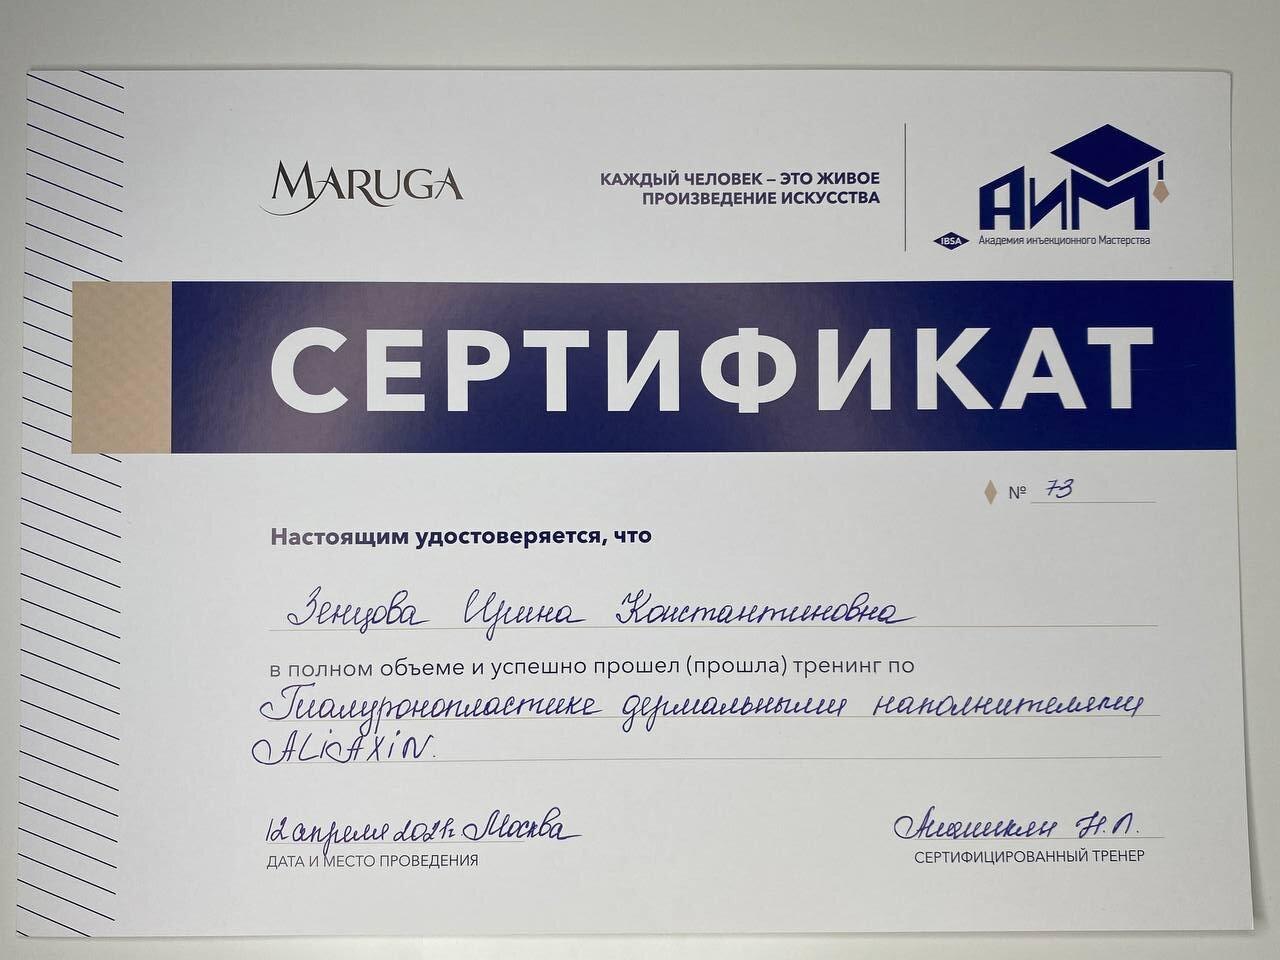 MARUGA
КАЖДЫЙ ЧЕЛОВЕК – ЭТО ЖИВОЕ
ПРОИЗВЕДЕНИЕ ИСКУССТВА
АиМ
IBSA
Академия инъекционного Мастерства
СЕРТИФИКАТ
№ 73
Настоящим удостоверяется, что
Зенцова Ирина Константиновна
в полном объеме и успешно прошел (прошла) тренинг по
Гиалуронопластике дермальными наполнителями
ALiAXiN.
12 апреля 2021г. Москва
ДАТА И МЕСТО ПРОВЕДЕНИЯ
Н.Л.
СЕРТИФИЦИРОВАННЫЙ ТРЕНЕР